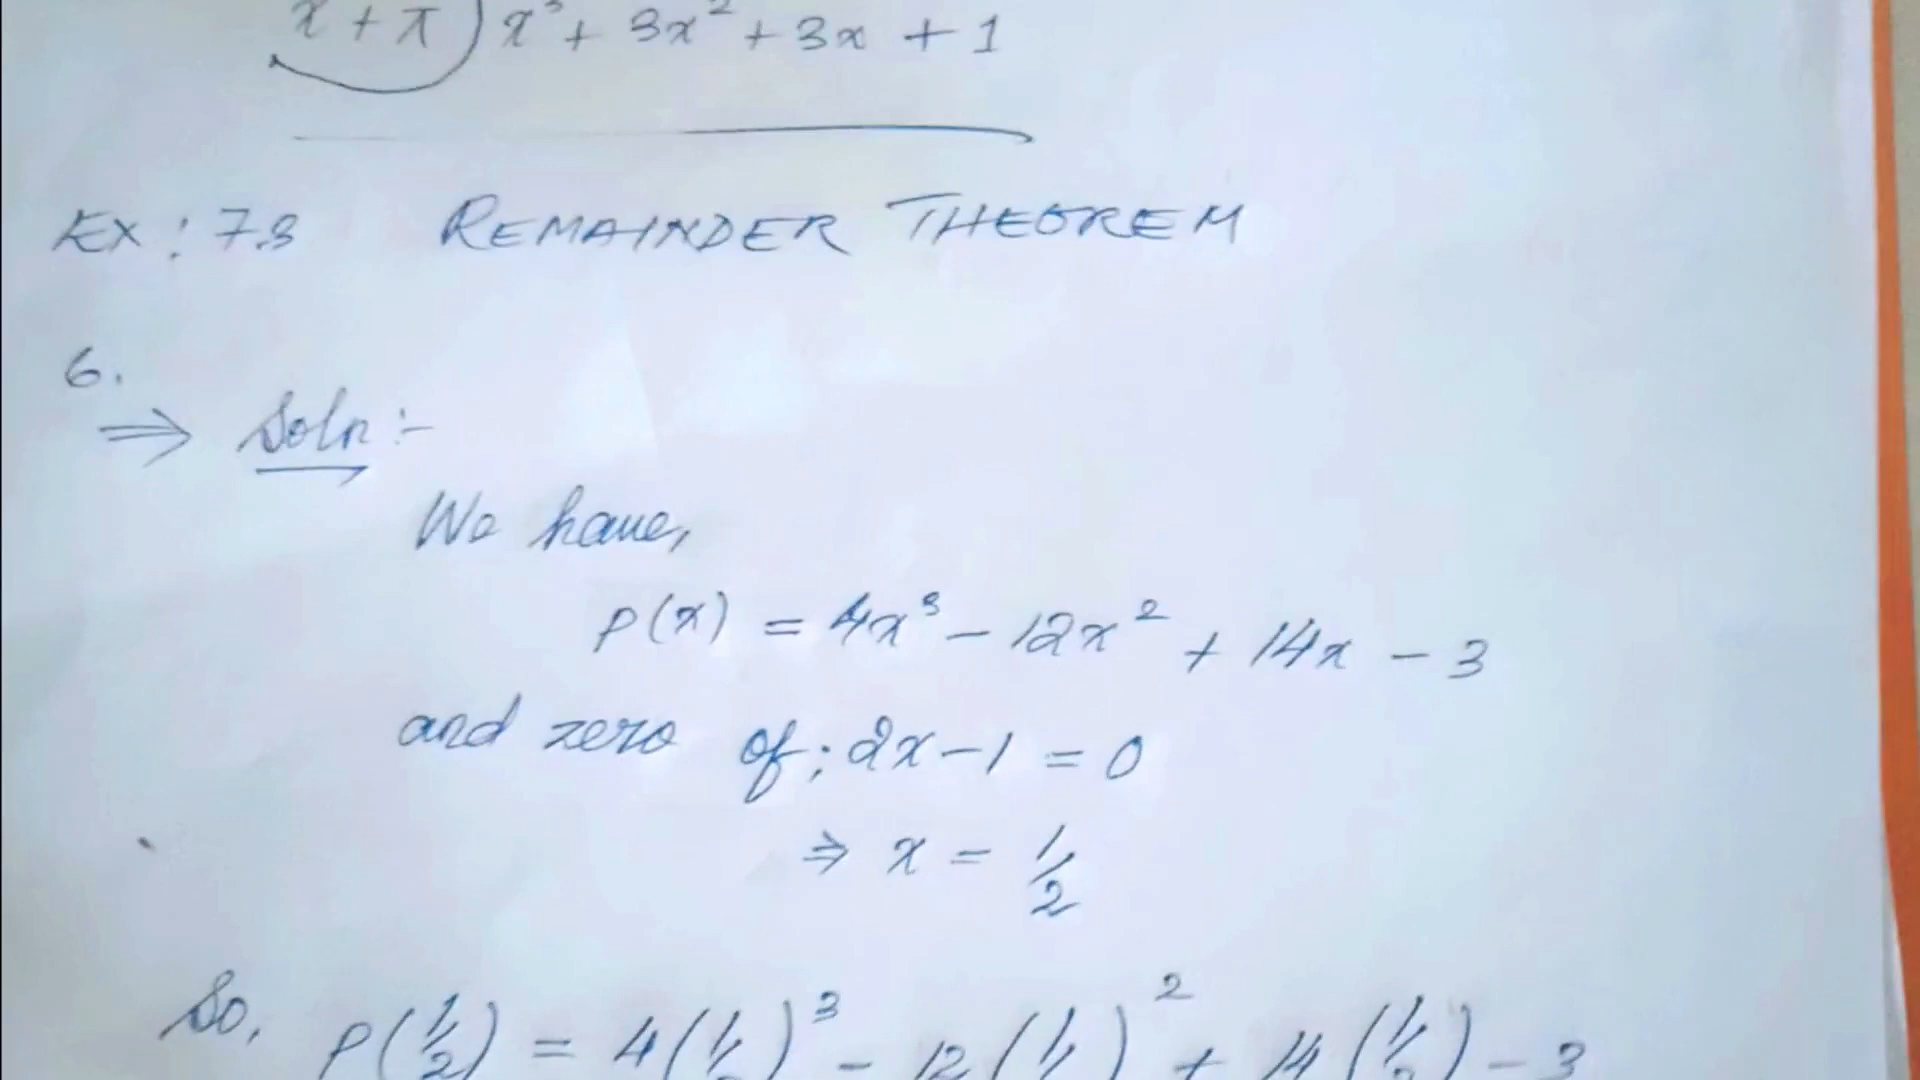 x + π ) x³ + 3x² + 3x + 1
Ex : 7.3 REMAINDER THEOREM
6.
⇒ Soln :-
We have,
p(x) = 4x³ - 12x² + 14x - 3
and zero of ; 2x - 1 = 0
⇒ x = 1/2
So, p(1/2) = 4(1/2)³ - 12(1/2)² + 14(1/2) - 3